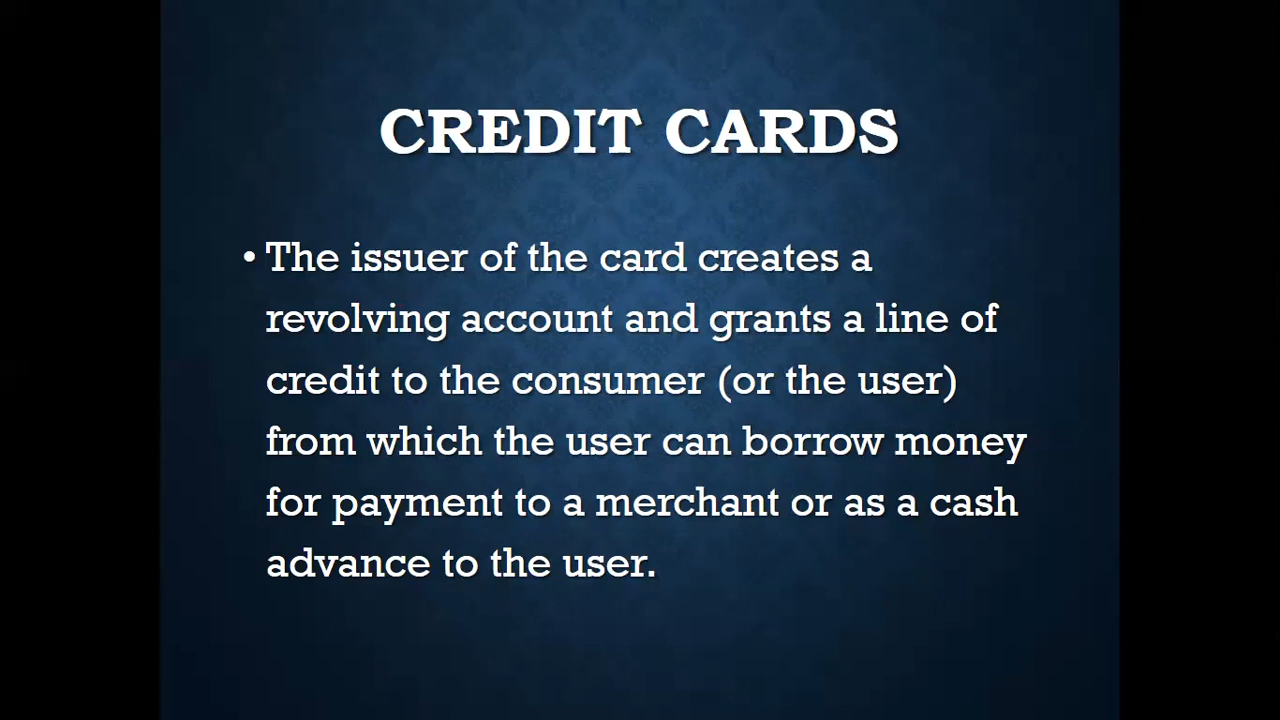 CREDIT CARDS
• The issuer of the card creates a
revolving account and grants a line of
credit to the consumer (or the user)
from which the user can borrow money
for payment to a merchant or as a cash
advance to the user.